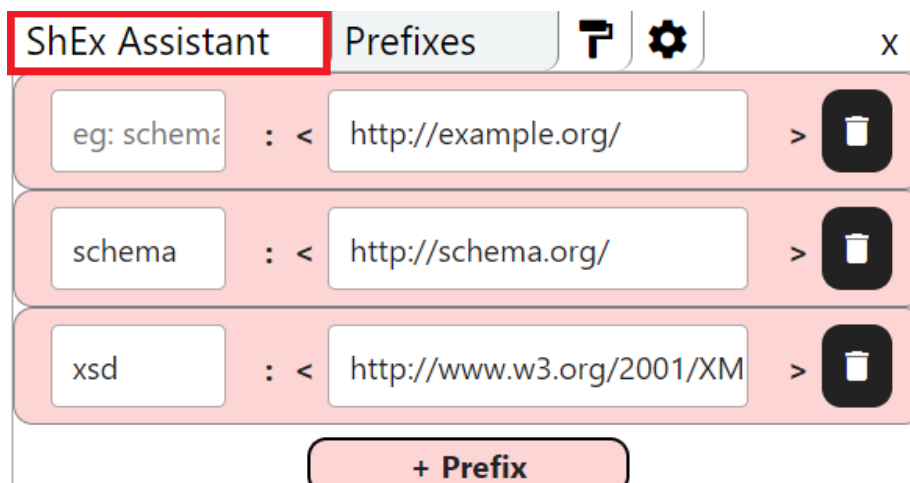 ShEx Assistant Prefixes x
eg: schema : < http://example.org/ >
schema : < http://schema.org/ >
xsd : < http://www.w3.org/2001/XM >
+ Prefix